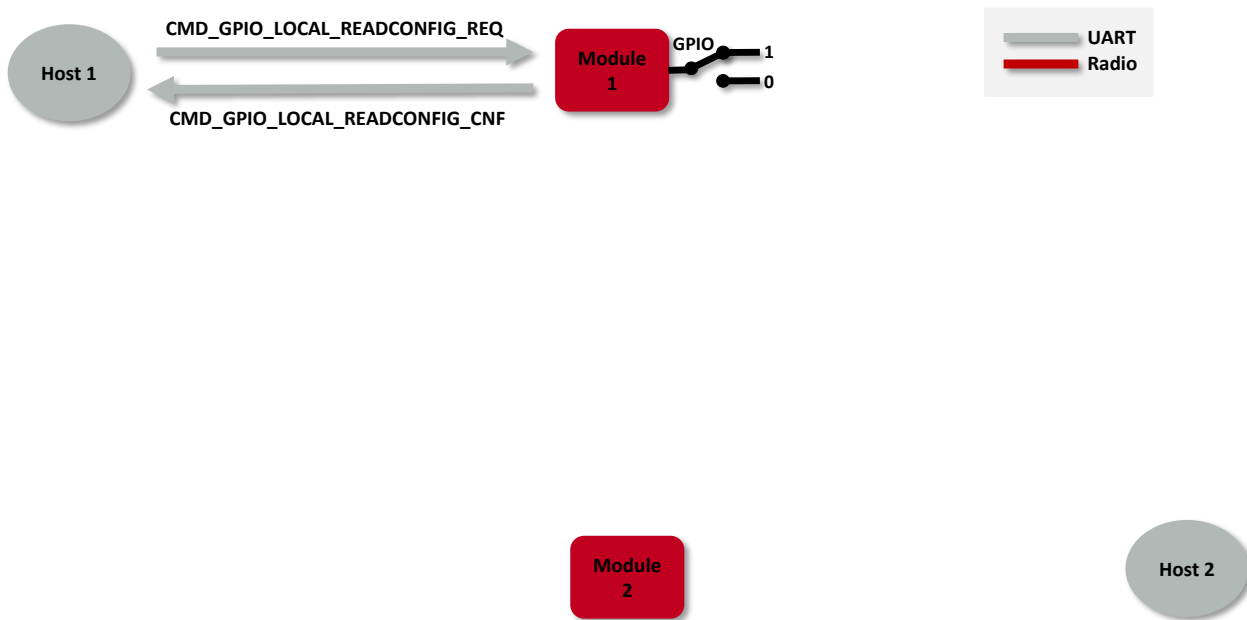 CMD_GPIO_LOCAL_READCONFIG_REQ
Host 1
CMD_GPIO_LOCAL_READCONFIG_CNF
Module
1
GPIO
1
0
UART
Radio
Module
2
Host 2